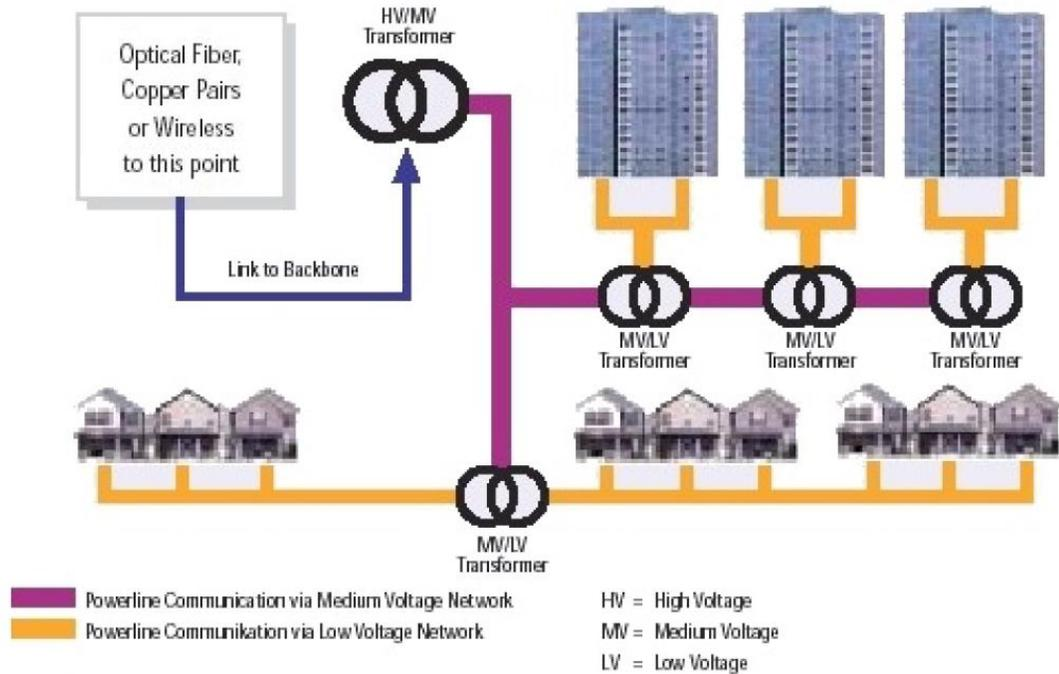 HV/MV
Transformer
Optical Fiber,
Copper Pairs
or Wireless
to this point
Link to Backbone
MV/LV
Transformer
MV/LV
Transformer
MV/LV
Transformer
MV/LV
Transformer
Powerline Communication via Medium Voltage Network
Powerline Communikation via Low Voltage Network
HV = High Voltage
MV = Medium Voltage
LV = Low Voltage